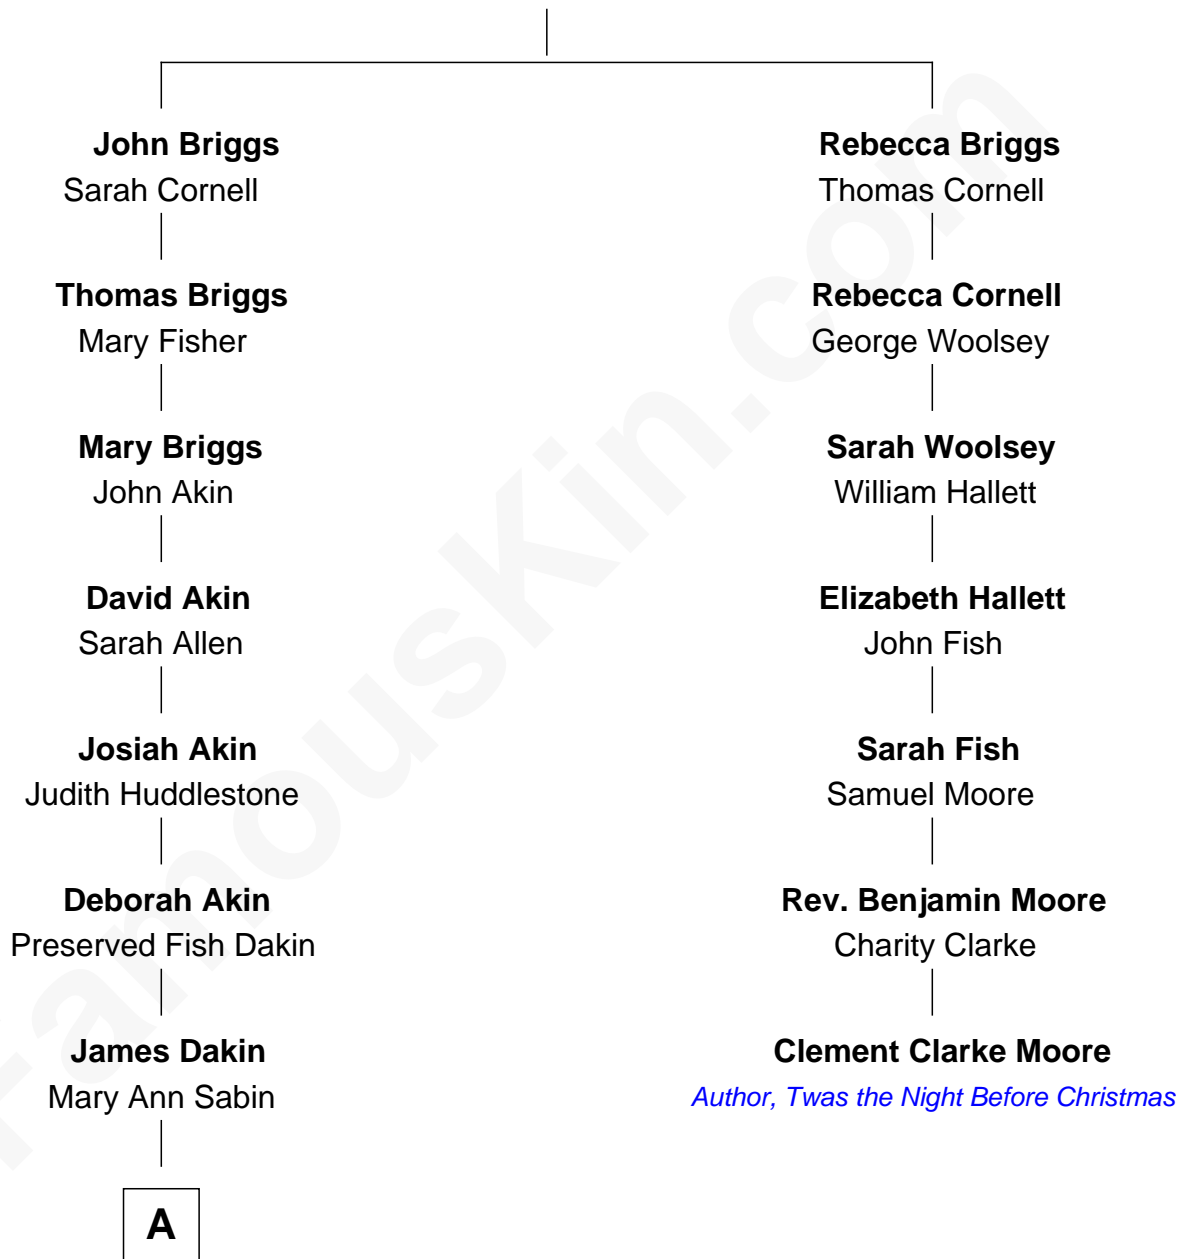 John Briggs
Sarah Cornell
Thomas Briggs
Mary Fisher
Mary Briggs
John Akin
David Akin
Sarah Allen
Josiah Akin
Judith Huddlestone
Deborah Akin
Preserved Fish Dakin
James Dakin
Mary Ann Sabin
A
Rebecca Briggs
Thomas Cornell
Rebecca Cornell
George Woolsey
Sarah Woolsey
William Hallett
Elizabeth Hallett
John Fish
Sarah Fish
Samuel Moore
Rev. Benjamin Moore
Charity Clarke
Clement Clarke Moore
Author, Twas the Night Before Christmas
FamousKin.com